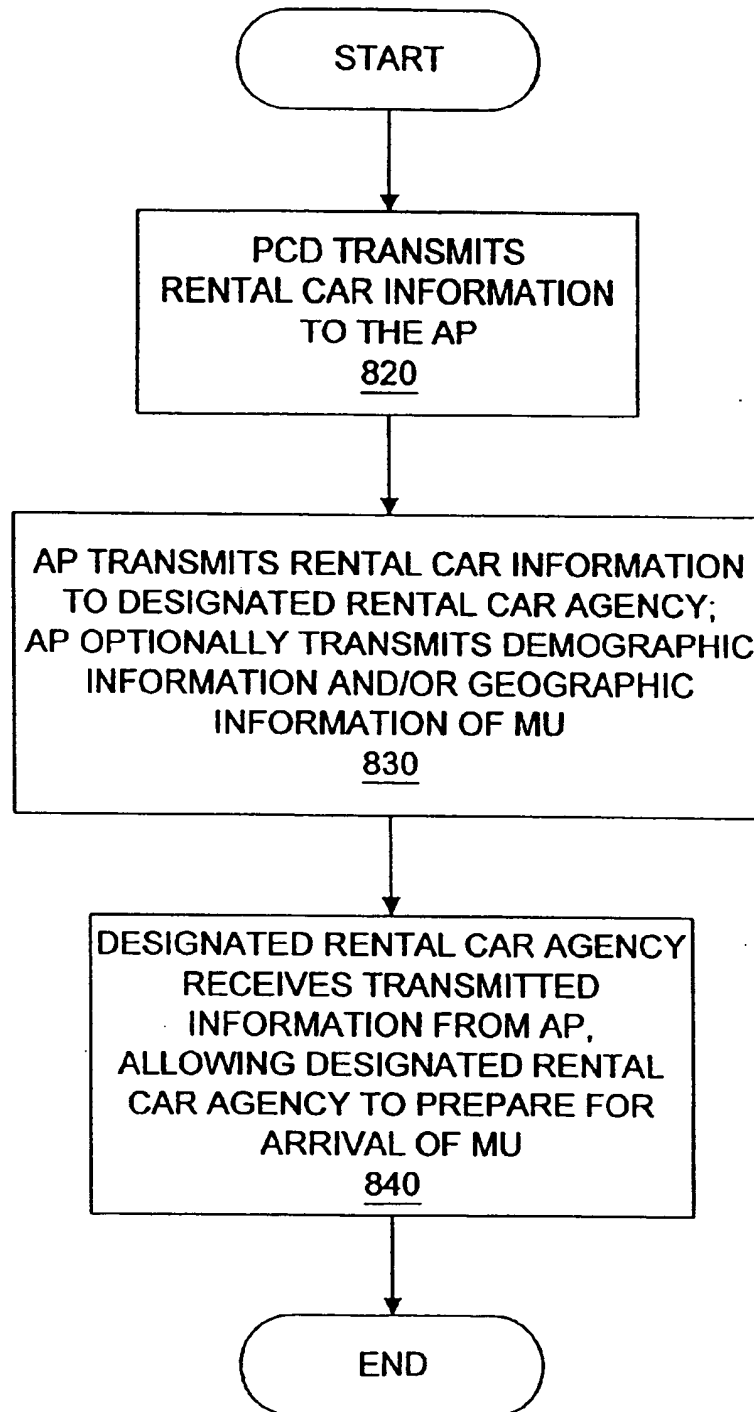 START
PCD TRANSMITS
RENTAL CAR INFORMATION
TO THE AP
820
AP TRANSMITS RENTAL CAR INFORMATION
TO DESIGNATED RENTAL CAR AGENCY;
AP OPTIONALLY TRANSMITS DEMOGRAPHIC
INFORMATION AND/OR GEOGRAPHIC
INFORMATION OF MU
830
DESIGNATED RENTAL CAR AGENCY
RECEIVES TRANSMITTED
INFORMATION FROM AP,
ALLOWING DESIGNATED RENTAL
CAR AGENCY TO PREPARE FOR
ARRIVAL OF MU
840
END